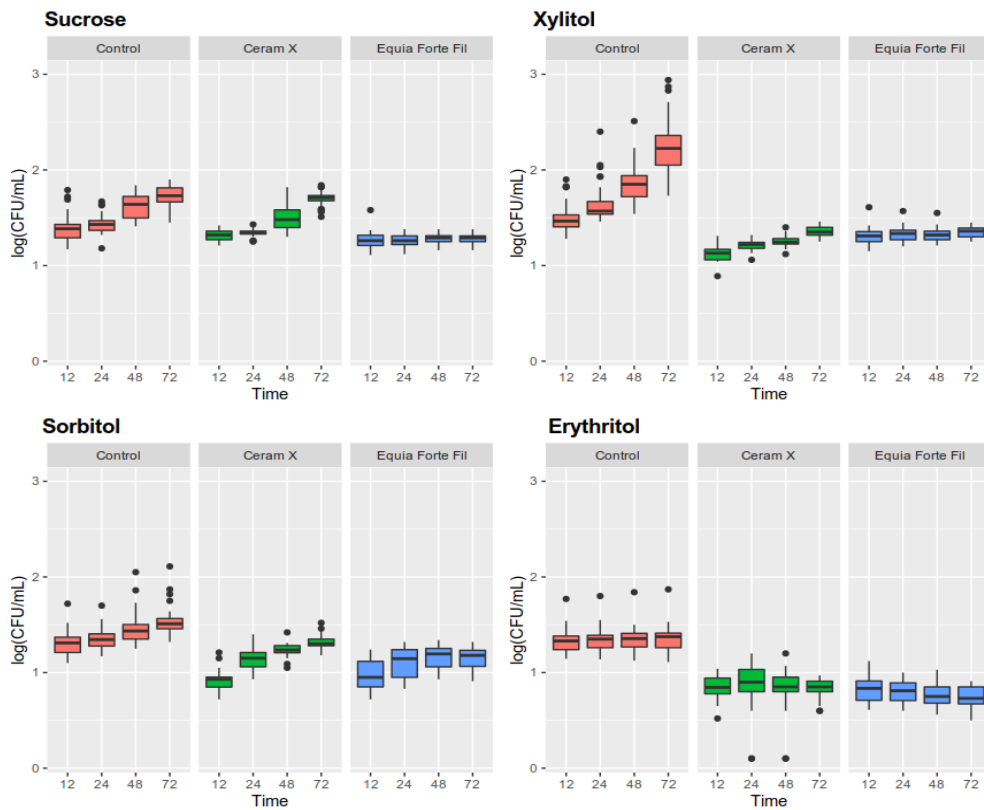 Sucrose
Control Ceram X Equia Forte Fil
log(CFU/mL)
3
2
1
0
12 24 48 72 12 24 48 72 12 24 48 72
Time
Xylitol
Control Ceram X Equia Forte Fil
log(CFU/mL)
3
2
1
0
12 24 48 72 12 24 48 72 12 24 48 72
Time
Sorbitol
Control Ceram X Equia Forte Fil
log(CFU/mL)
3
2
1
0
12 24 48 72 12 24 48 72 12 24 48 72
Time
Erythritol
Control Ceram X Equia Forte Fil
log(CFU/mL)
3
2
1
0
12 24 48 72 12 24 48 72 12 24 48 72
Time